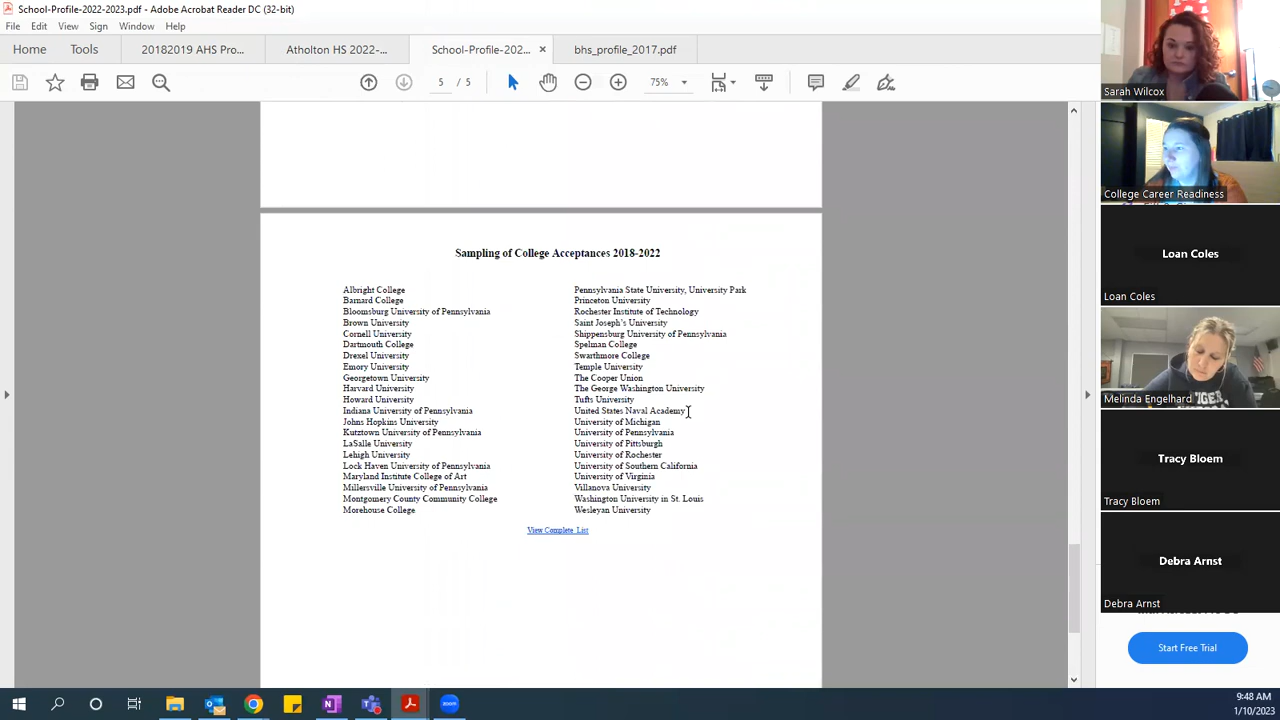 School-Profile-2022-2023.pdf - Adobe Acrobat Reader DC (32-bit)
File Edit View Sign Window Help
Home Tools 20182019 AHS Pro... Atholton HS 2022-... School-Profile-202... × bhs_profile_2017.pdf
5 / 5 75%
Sampling of College Acceptances 2018-2022
Albright College
Barnard College
Bloomsburg University of Pennsylvania
Brown University
Cornell University
Dartmouth College
Drexel University
Emory University
Georgetown University
Harvard University
Howard University
Indiana University of Pennsylvania
Johns Hopkins University
Kutztown University of Pennsylvania
LaSalle University
Lehigh University
Lock Haven University of Pennsylvania
Maryland Institute College of Art
Millersville University of Pennsylvania
Montgomery County Community College
Morehouse College
Pennsylvania State University, University Park
Princeton University
Rochester Institute of Technology
Saint Joseph's University
Shippensburg University of Pennsylvania
Spelman College
Swarthmore College
Temple University
The Cooper Union
The George Washington University
Tufts University
United States Naval Academy
University of Michigan
University of Pennsylvania
University of Pittsburgh
University of Rochester
University of Southern California
University of Virginia
Villanova University
Washington University in St. Louis
Wesleyan University
View Complete List
Sarah Wilcox
College Career Readiness
Loan Coles
Loan Coles
Melinda Engelhard
Tracy Bloem
Tracy Bloem
Debra Arnst
Debra Arnst
Start Free Trial
zoom
9:48 AM
1/10/2023